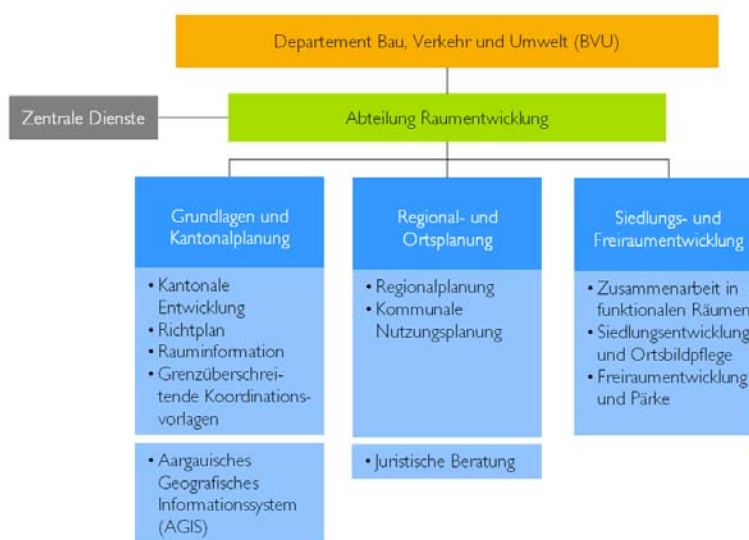 Departement Bau, Verkehr und Umwelt (BVU)
Zentrale Dienste
Abteilung Raumentwicklung
Grundlagen und
Kantonalplanung
• Kantonale
Entwicklung
• Richtplan
• Rauminformation
• Grenzüberschrei-
tende Koordinations-
vorlagen
• Aargauisches
Geografisches
Informationssystem
(AGIS)
Regional- und
Ortsplanung
• Regionalplanung
• Kommunale
Nutzungsplanung
• Juristische Beratung
Siedlungs- und
Freiraumentwicklung
• Zusammenarbeit in
funktionalen Räumen
• Siedlungsentwicklung
und Ortsbildpflege
• Freiraumentwicklung
und Pärke